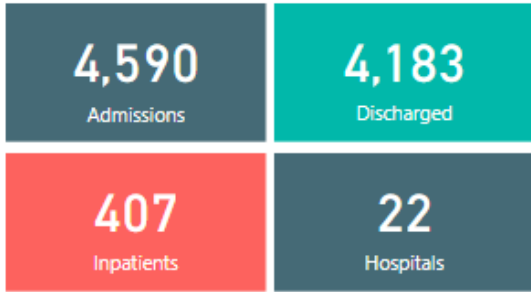 4,590
Admissions
4,183
Discharged
407
Inpatients
22
Hospitals